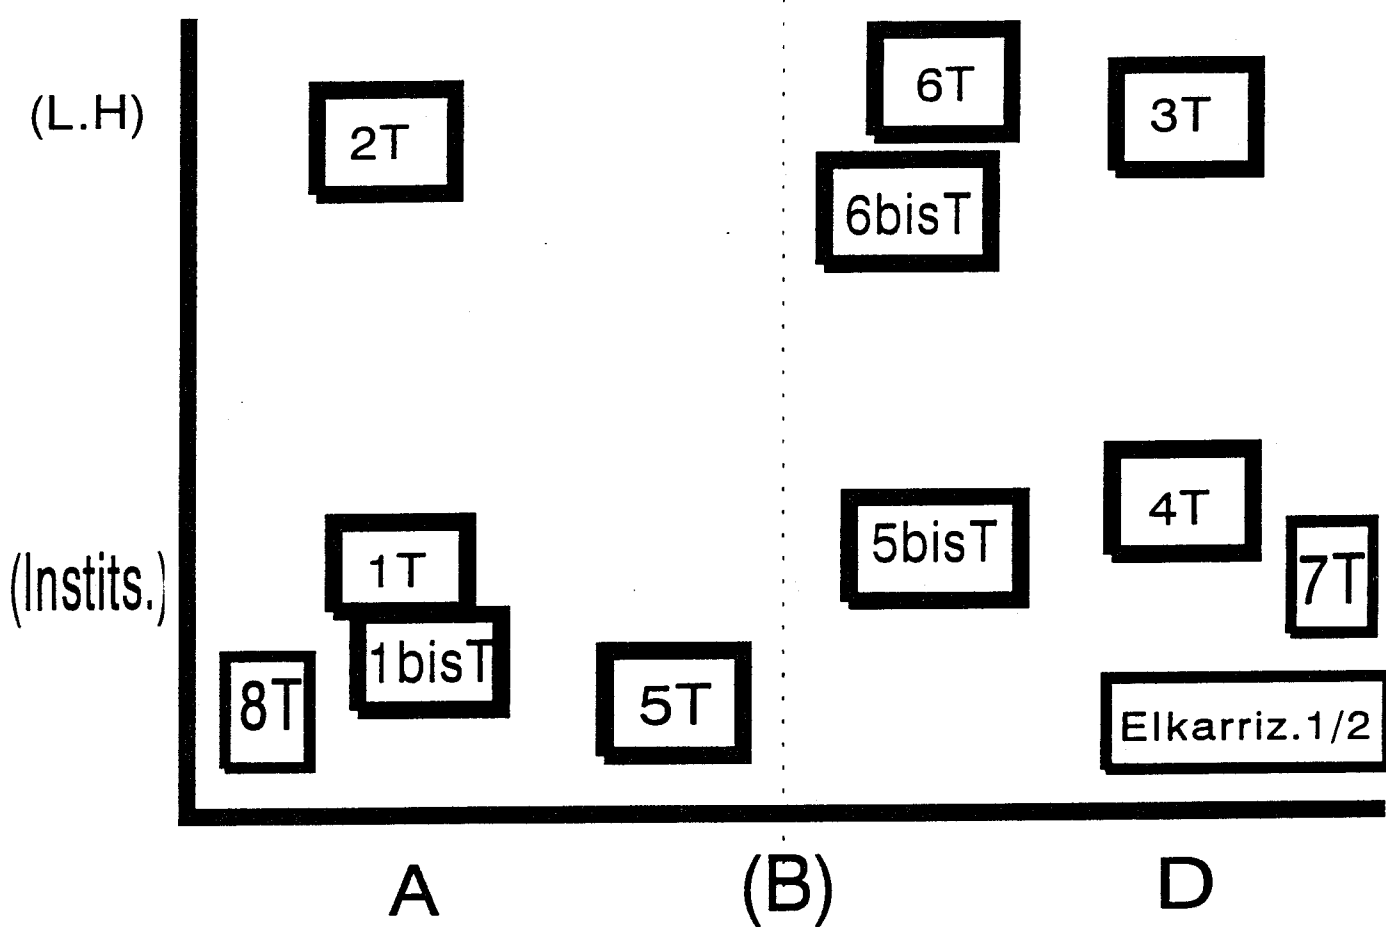 (L.H)
2T
6T
3T
6bisT
(Instits.)
1T
1bisT
8T
5T
5bisT
4T
7T
Elkarriz.1/2
A
(B)
D